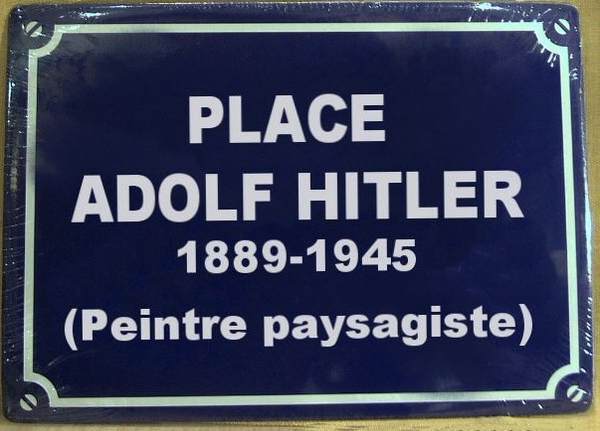 PLACE
ADOLF HITLER
1889-1945
(Peintre paysagiste)